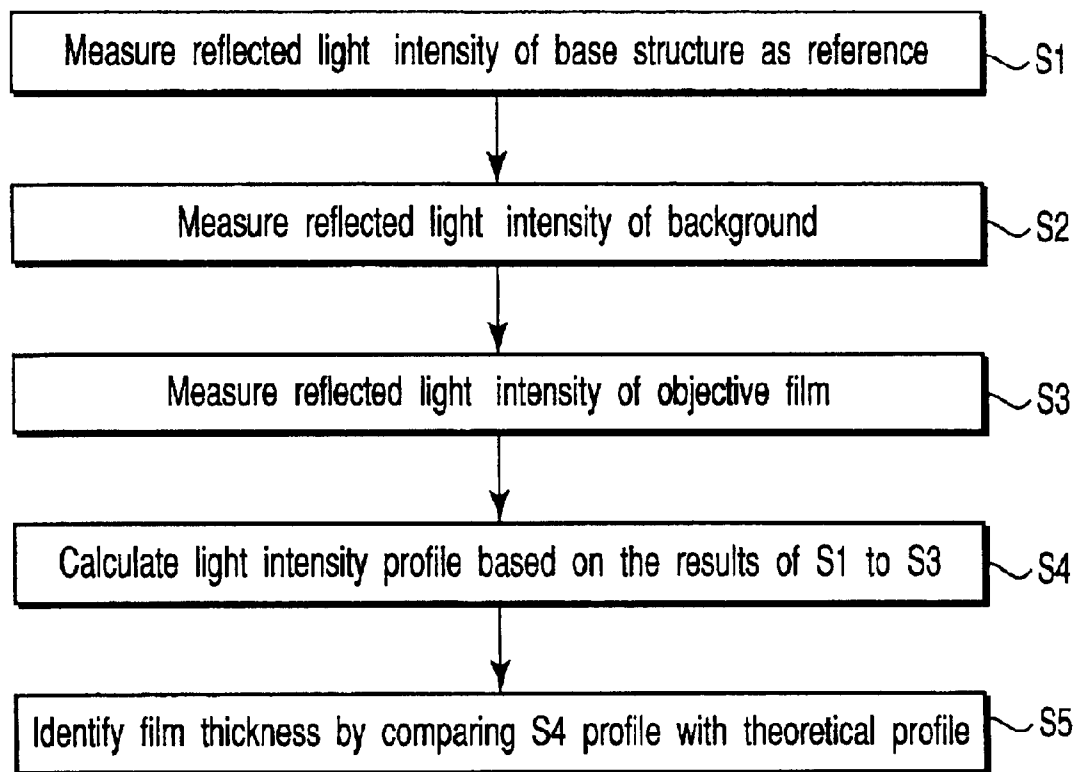 Measure reflected light intensity of base structure as reference
S1
Measure reflected light intensity of background
S2
Measure reflected light intensity of objective film
S3
Calculate light intensity profile based on the results of S1 to S3
S4
Identify film thickness by comparing S4 profile with theoretical profile
S5